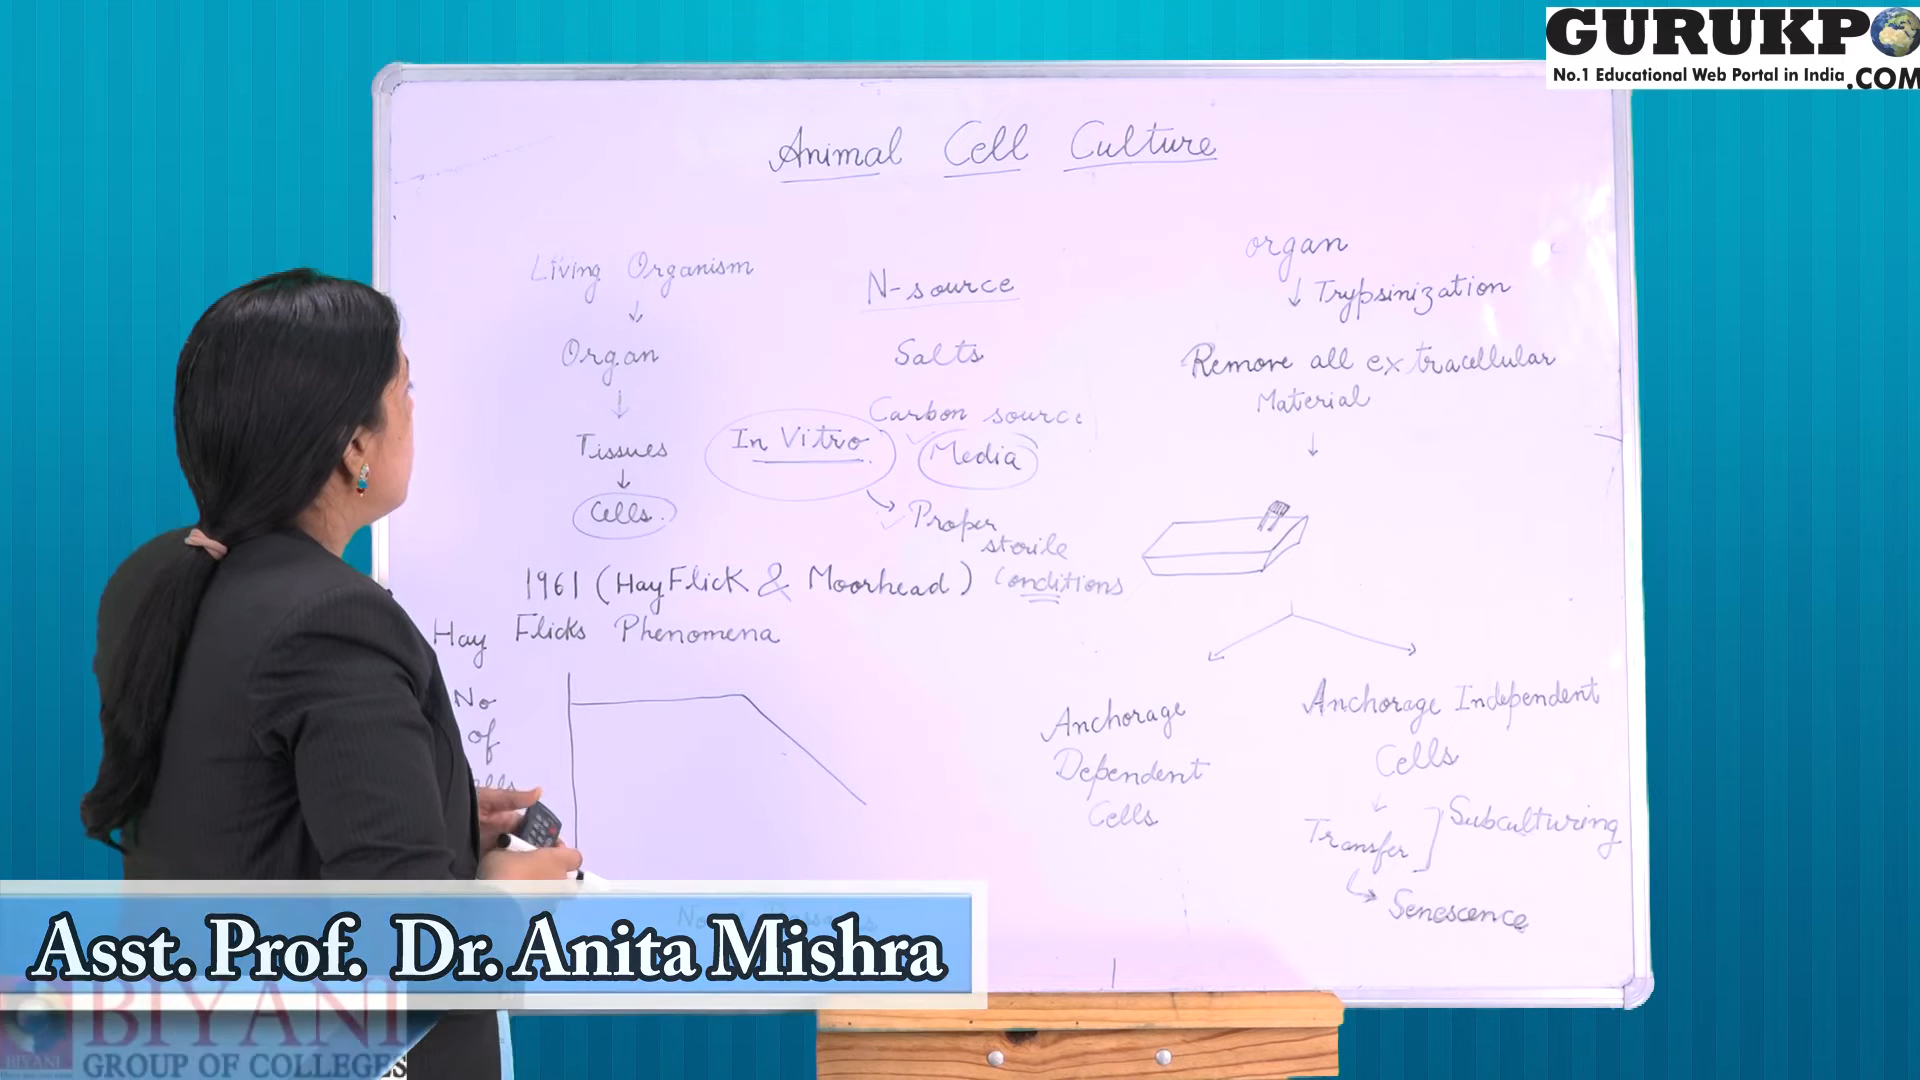 GURUKPO
No.1 Educational Web Portal in India .COM
Animal Cell Culture
Living Organism
Organ
Tissues
Cells.
N-source
Salts
Carbon source
In Vitro
Media
Proper
sterile
Conditions
1961 (HayFlick & Moorhead)
Hay Flicks Phenomena
No
of
organ
Trypsinization
Remove all extracellular
Material
Anchorage
Dependent
Cells
Anchorage Independent
Cells
Transfer
Subculturing
Senescence
Asst. Prof. Dr. Anita Mishra
BIYANI
GROUP OF COLLEGES
BIYANI